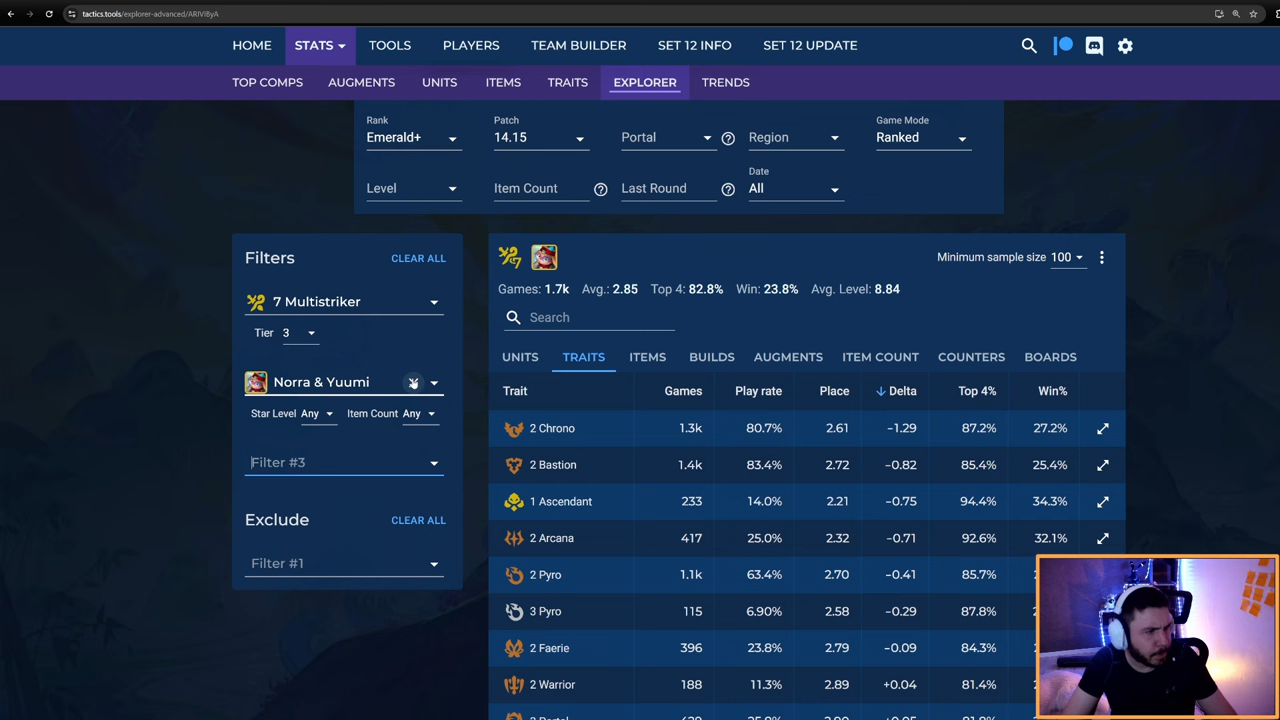 tactics.tools/explorer-advanced/ARIVIByA
HOME STATS TOOLS PLAYERS TEAM BUILDER SET 12 INFO SET 12 UPDATE
TOP COMPS AUGMENTS UNITS ITEMS TRAITS EXPLORER TRENDS
Rank Patch Game Mode
Emerald+ 14.15 Portal Region Ranked
Date
Level Item Count Last Round All
Filters CLEAR ALL
7 Multistriker
Tier 3
Norra & Yuumi
Star Level Any Item Count Any
Filter #3
Exclude CLEAR ALL
Filter #1
7 Minimum sample size 100
Games: 1.7k Avg.: 2.85 Top 4: 82.8% Win: 23.8% Avg. Level: 8.84
Search
UNITS TRAITS ITEMS BUILDS AUGMENTS ITEM COUNT COUNTERS BOARDS
Trait Games Play rate Place Delta Top 4% Win%
2 Chrono 1.3k 80.7% 2.61 −1.29 87.2% 27.2%
2 Bastion 1.4k 83.4% 2.72 −0.82 85.4% 25.4%
1 Ascendant 233 14.0% 2.21 −0.75 94.4% 34.3%
2 Arcana 417 25.0% 2.32 −0.71 92.6% 32.1%
2 Pyro 1.1k 63.4% 2.70 −0.41 85.7%
3 Pyro 115 6.90% 2.58 −0.29 87.8%
2 Faerie 396 23.8% 2.79 −0.09 84.3%
2 Warrior 188 11.3% 2.89 +0.04 81.4%